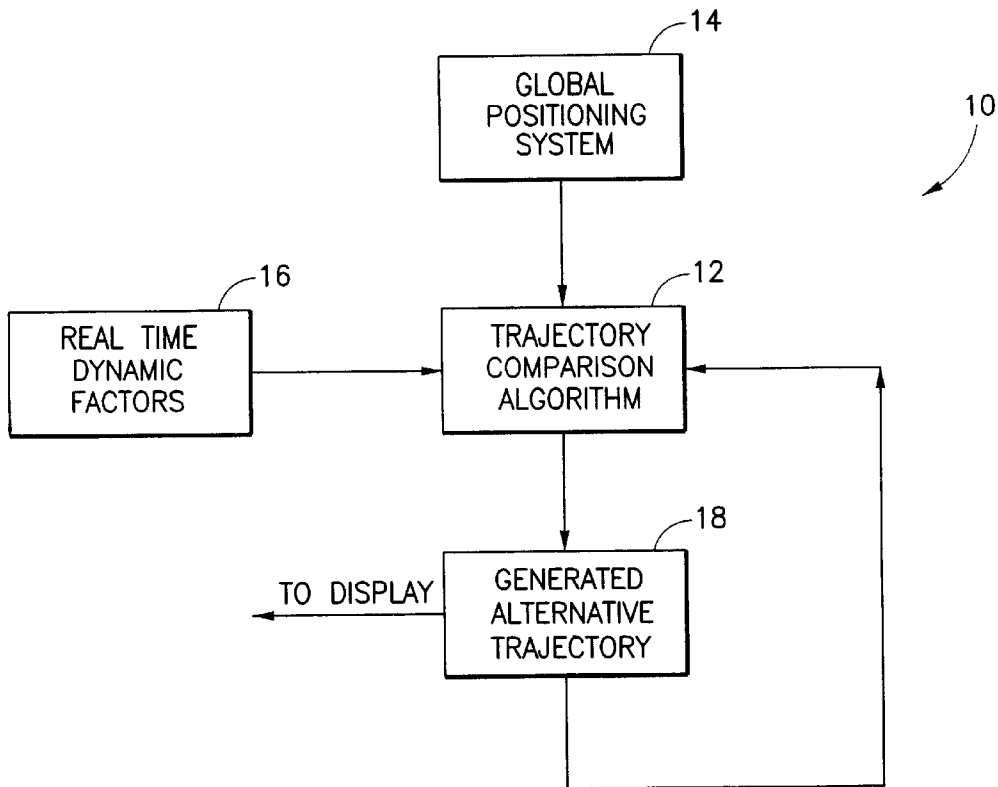 14
GLOBAL
POSITIONING
SYSTEM
10
16
REAL TIME
DYNAMIC
FACTORS
12
TRAJECTORY
COMPARISON
ALGORITHM
18
TO DISPLAY
GENERATED
ALTERNATIVE
TRAJECTORY